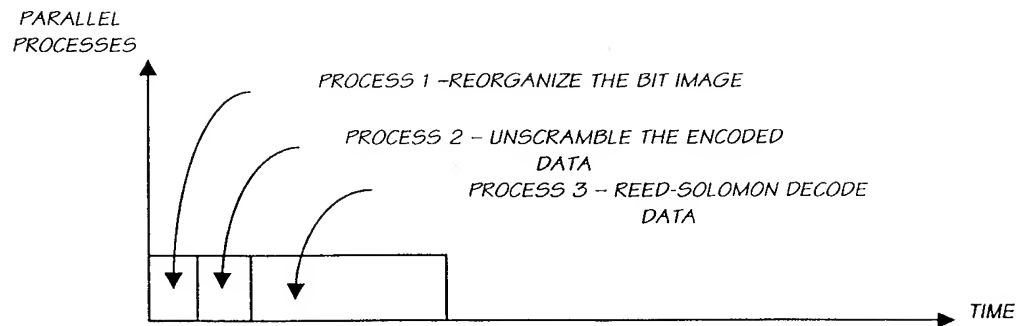 PARALLEL
PROCESSES
PROCESS 1 –REORGANIZE THE BIT IMAGE
PROCESS 2 – UNSCRAMBLE THE ENCODED
DATA
PROCESS 3 – REED-SOLOMON DECODE
DATA
TIME